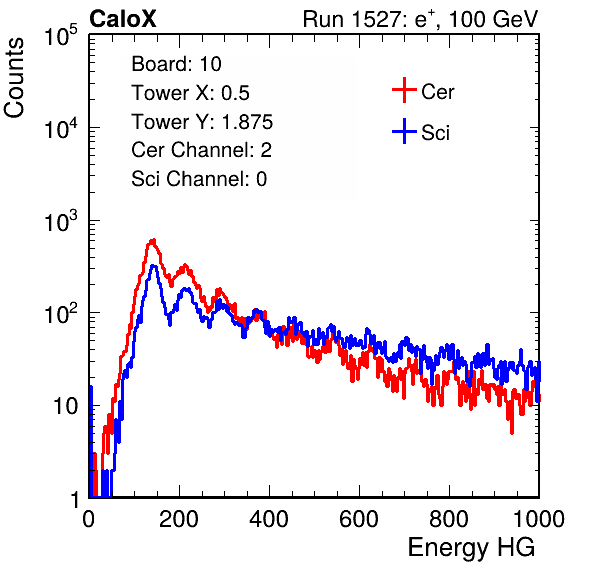 CaloX Run 1527: e+, 100 GeV
Counts
Board: 10
Tower X: 0.5
Tower Y: 1.875
Cer Channel: 2
Sci Channel: 0
Cer
Sci
10^5
10^4
10^3
10^2
10
1
0 200 400 600 800 1000
Energy HG